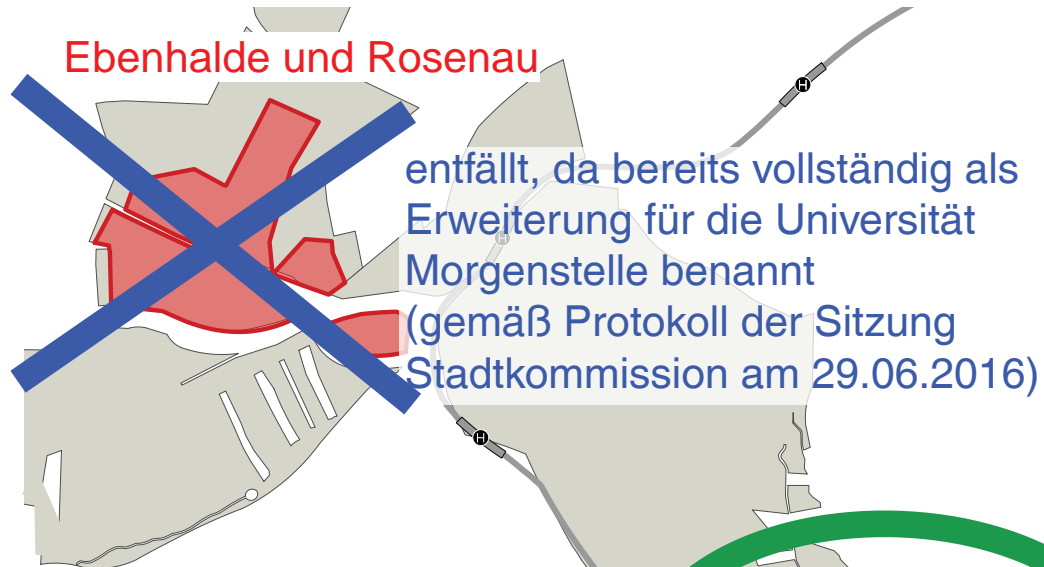 Ebenhalde und Rosenau
H
entfällt, da bereits vollständig als
Erweiterung für die Universität
H
Morgenstelle benannt
(gemäß Protokoll der Sitzung
Stadtkommission am 29.06.2016)
H